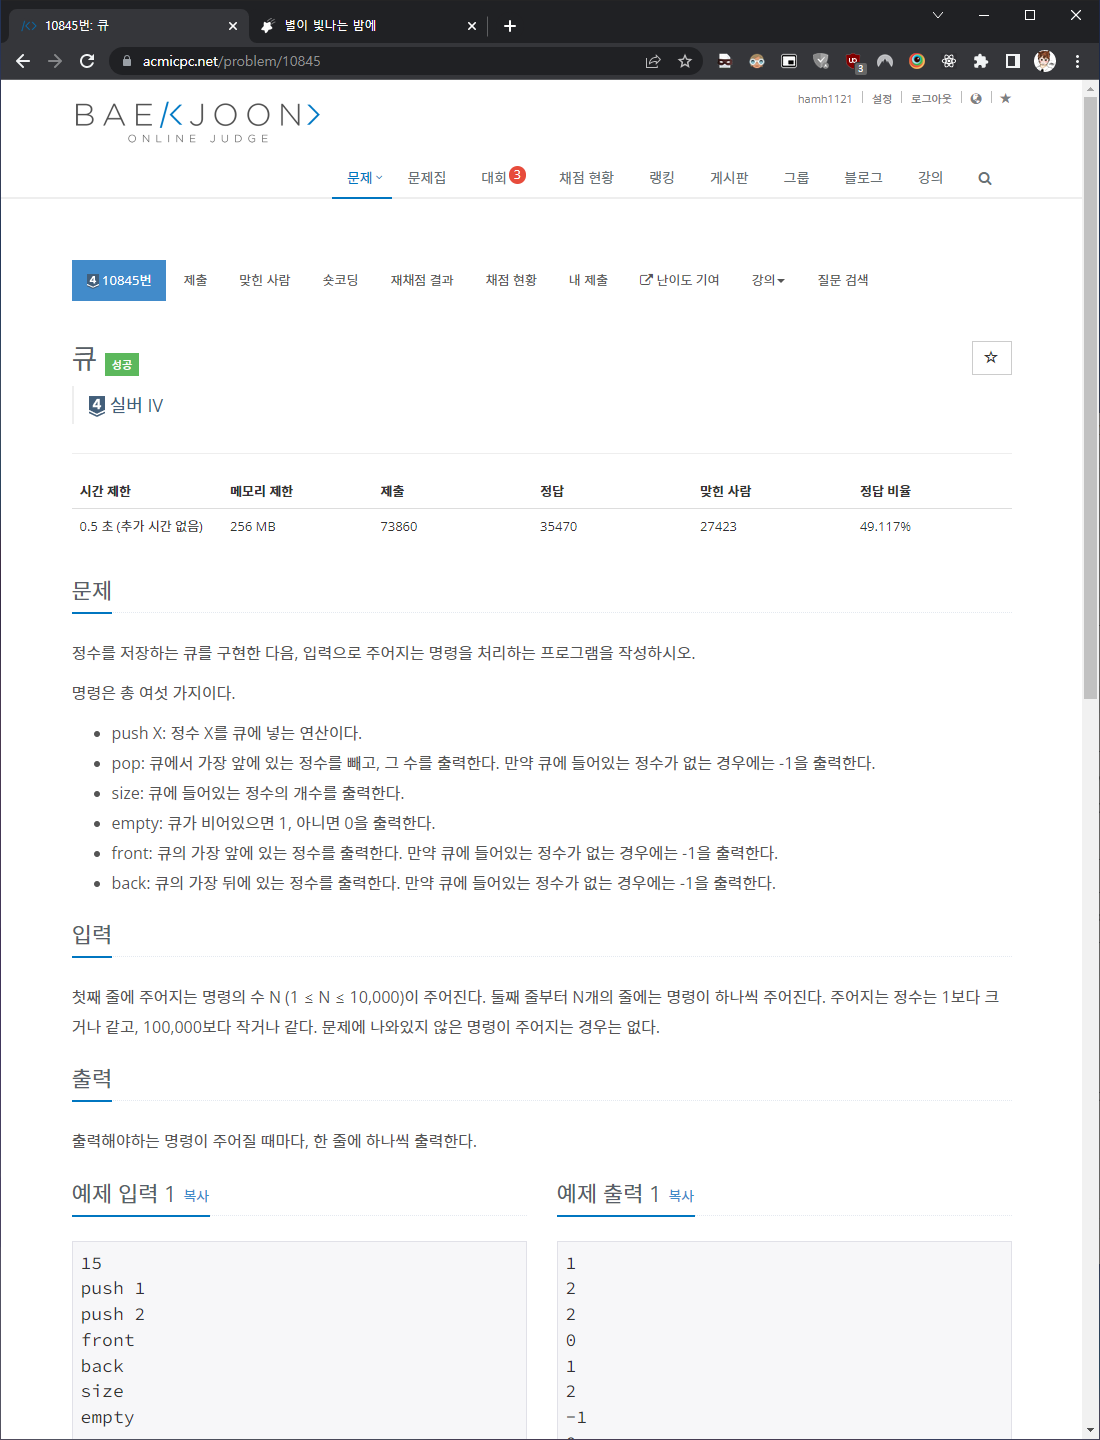 10845번: 큐
별이 빛나는 밤에
acmicpc.net/problem/10845
BAEKJOON
ONLINE JUDGE
hamh1121 설정 로그아웃
문제 문제집 대회 3 채점 현황 랭킹 게시판 그룹 블로그 강의
4 10845번 제출 맞힌 사람 숏코딩 재채점 결과 채점 현황 내 제출 난이도 기여 강의 질문 검색
큐 성공
4 실버 IV
시간 제한 메모리 제한 제출 정답 맞힌 사람 정답 비율
0.5 초 (추가 시간 없음) 256 MB 73860 35470 27423 49.117%
문제
정수를 저장하는 큐를 구현한 다음, 입력으로 주어지는 명령을 처리하는 프로그램을 작성하시오.
명령은 총 여섯 가지이다.
push X: 정수 X를 큐에 넣는 연산이다.
pop: 큐에서 가장 앞에 있는 정수를 빼고, 그 수를 출력한다. 만약 큐에 들어있는 정수가 없는 경우에는 -1을 출력한다.
size: 큐에 들어있는 정수의 개수를 출력한다.
empty: 큐가 비어있으면 1, 아니면 0을 출력한다.
front: 큐의 가장 앞에 있는 정수를 출력한다. 만약 큐에 들어있는 정수가 없는 경우에는 -1을 출력한다.
back: 큐의 가장 뒤에 있는 정수를 출력한다. 만약 큐에 들어있는 정수가 없는 경우에는 -1을 출력한다.
입력
첫째 줄에 주어지는 명령의 수 N (1 ≤ N ≤ 10,000)이 주어진다. 둘째 줄부터 N개의 줄에는 명령이 하나씩 주어진다. 주어지는 정수는 1보다 크
거나 같고, 100,000보다 작거나 같다. 문제에 나와있지 않은 명령이 주어지는 경우는 없다.
출력
출력해야하는 명령이 주어질 때마다, 한 줄에 하나씩 출력한다.
예제 입력 1 복사
15
push 1
push 2
front
back
size
empty
예제 출력 1 복사
1
2
2
0
1
2
-1